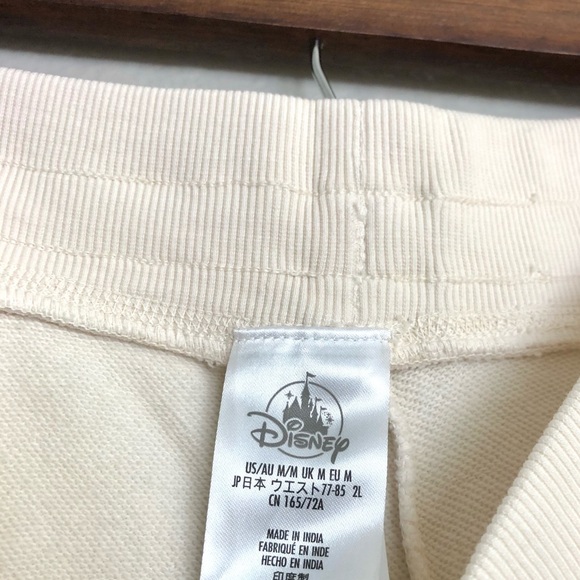 Disney
US/AU M/M UK M EU M
JP日本 ウエスト77-85 2L
CN 165/72A
MADE IN INDIA
FABRIQUÉ EN INDE
HECHO EN INDIA
印度製